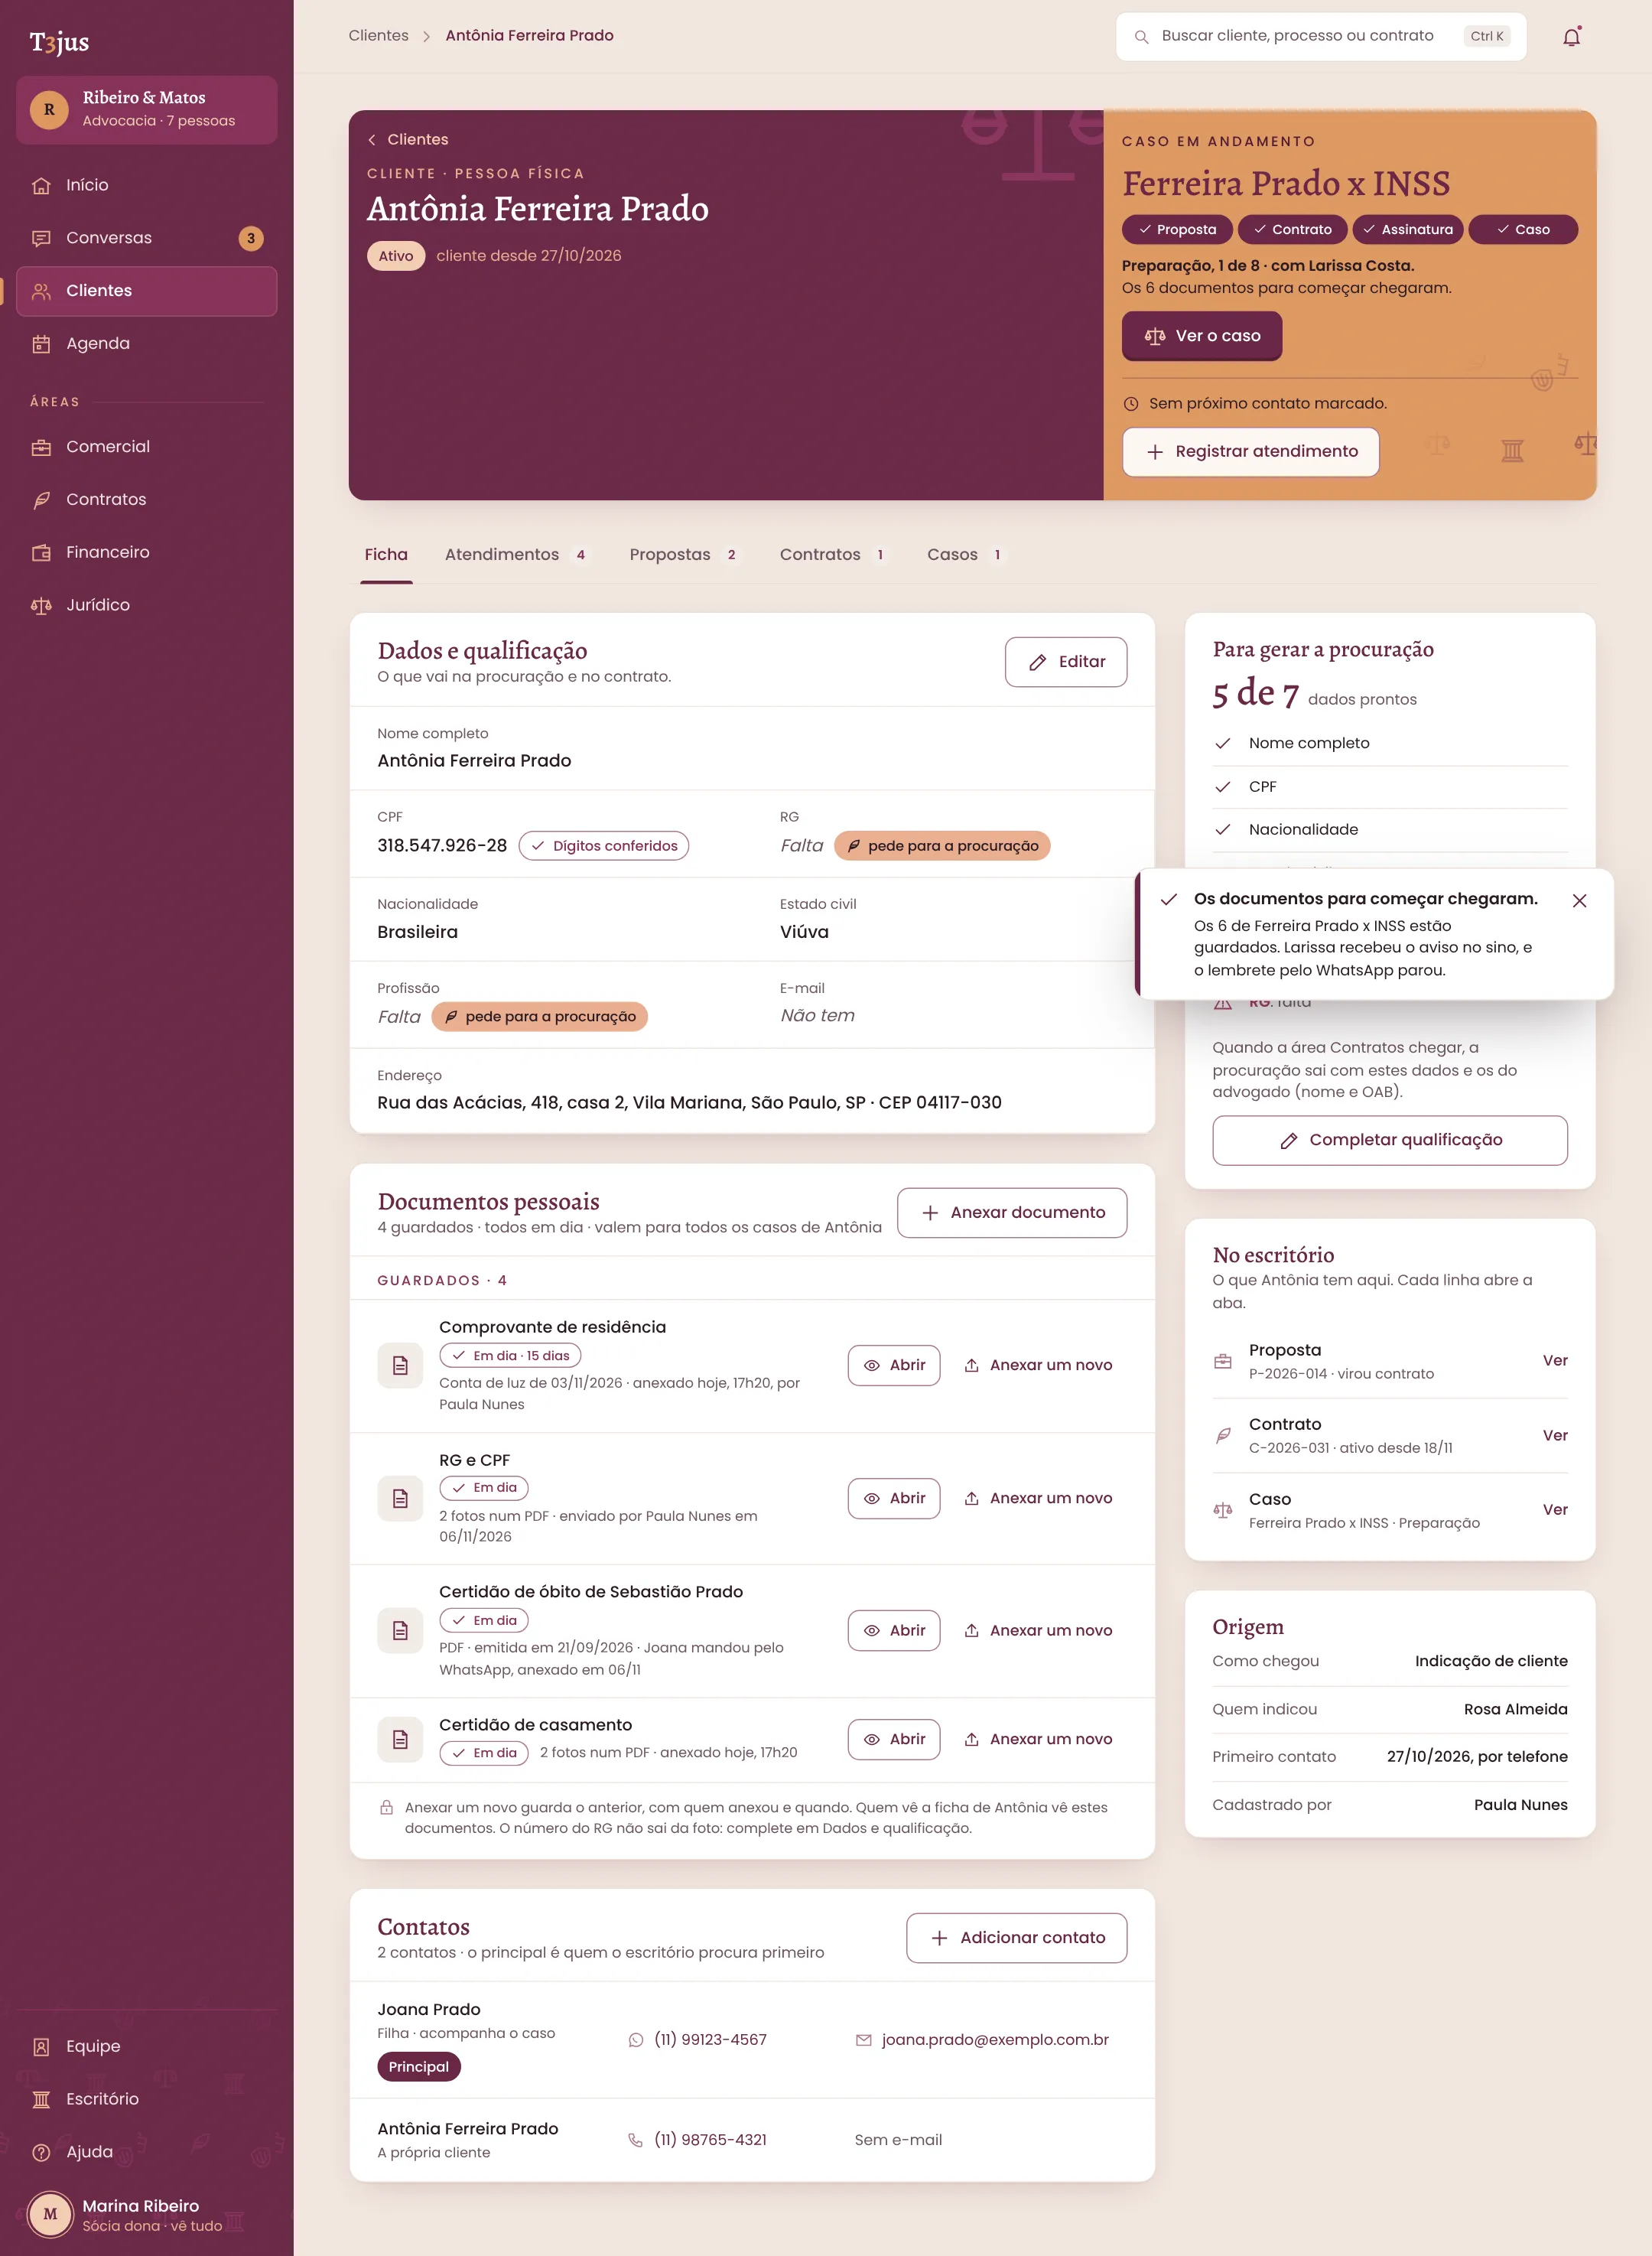 T3jus
R
Ribeiro & Matos
Advocacia · 7 pessoas
Início
Conversas 3
Clientes
Agenda
ÁREAS
Comercial
Contratos
Financeiro
Jurídico
Equipe
Escritório
Ajuda
M
Marina Ribeiro
Sócia dona · vê tudo
Clientes > Antônia Ferreira Prado
Buscar cliente, processo ou contrato Ctrl K
Clientes
CLIENTE · PESSOA FÍSICA
Antônia Ferreira Prado
Ativo cliente desde 27/10/2026
CASO EM ANDAMENTO
Ferreira Prado x INSS
Proposta Contrato Assinatura Caso
Preparação, 1 de 8 · com Larissa Costa.
Os 6 documentos para começar chegaram.
Ver o caso
Sem próximo contato marcado.
Registrar atendimento
Ficha Atendimentos 4 Propostas 2 Contratos 1 Casos 1
Dados e qualificação
O que vai na procuração e no contrato.
Editar
Nome completo
Antônia Ferreira Prado
CPF
318.547.926-28 Dígitos conferidos
RG
Falta pede para a procuração
Nacionalidade
Brasileira
Estado civil
Viúva
Profissão
Falta pede para a procuração
E-mail
Não tem
Endereço
Rua das Acácias, 418, casa 2, Vila Mariana, São Paulo, SP · CEP 04117-030
Documentos pessoais
4 guardados · todos em dia · valem para todos os casos de Antônia
Anexar documento
GUARDADOS · 4
Comprovante de residência
Em dia · 15 dias
Conta de luz de 03/11/2026 · anexado hoje, 17h20, por
Paula Nunes
Abrir Anexar um novo
RG e CPF
Em dia
2 fotos num PDF · enviado por Paula Nunes em
06/11/2026
Abrir Anexar um novo
Certidão de óbito de Sebastião Prado
Em dia
PDF · emitida em 21/09/2026 · Joana mandou pelo
WhatsApp, anexado em 06/11
Abrir Anexar um novo
Certidão de casamento
Em dia 2 fotos num PDF · anexado hoje, 17h20
Abrir Anexar um novo
Anexar um novo guarda o anterior, com quem anexou e quando. Quem vê a ficha de Antônia vê estes
documentos. O número do RG não sai da foto: complete em Dados e qualificação.
Contatos
2 contatos · o principal é quem o escritório procura primeiro
Adicionar contato
Joana Prado
Filha · acompanha o caso
Principal
(11) 99123-4567
joana.prado@exemplo.com.br
Antônia Ferreira Prado
A própria cliente
(11) 98765-4321
Sem e-mail
Para gerar a procuração
5 de 7 dados prontos
Nome completo
CPF
Nacionalidade
Os documentos para começar chegaram.
Os 6 de Ferreira Prado x INSS estão
guardados. Larissa recebeu o aviso no sino, e
o lembrete pelo WhatsApp parou.
RG: falta
Quando a área Contratos chegar, a
procuração sai com estes dados e os do
advogado (nome e OAB).
Completar qualificação
No escritório
O que Antônia tem aqui. Cada linha abre a
aba.
Proposta
P-2026-014 · virou contrato
Ver
Contrato
C-2026-031 · ativo desde 18/11
Ver
Caso
Ferreira Prado x INSS · Preparação
Ver
Origem
Como chegou Indicação de cliente
Quem indicou Rosa Almeida
Primeiro contato 27/10/2026, por telefone
Cadastrado por Paula Nunes